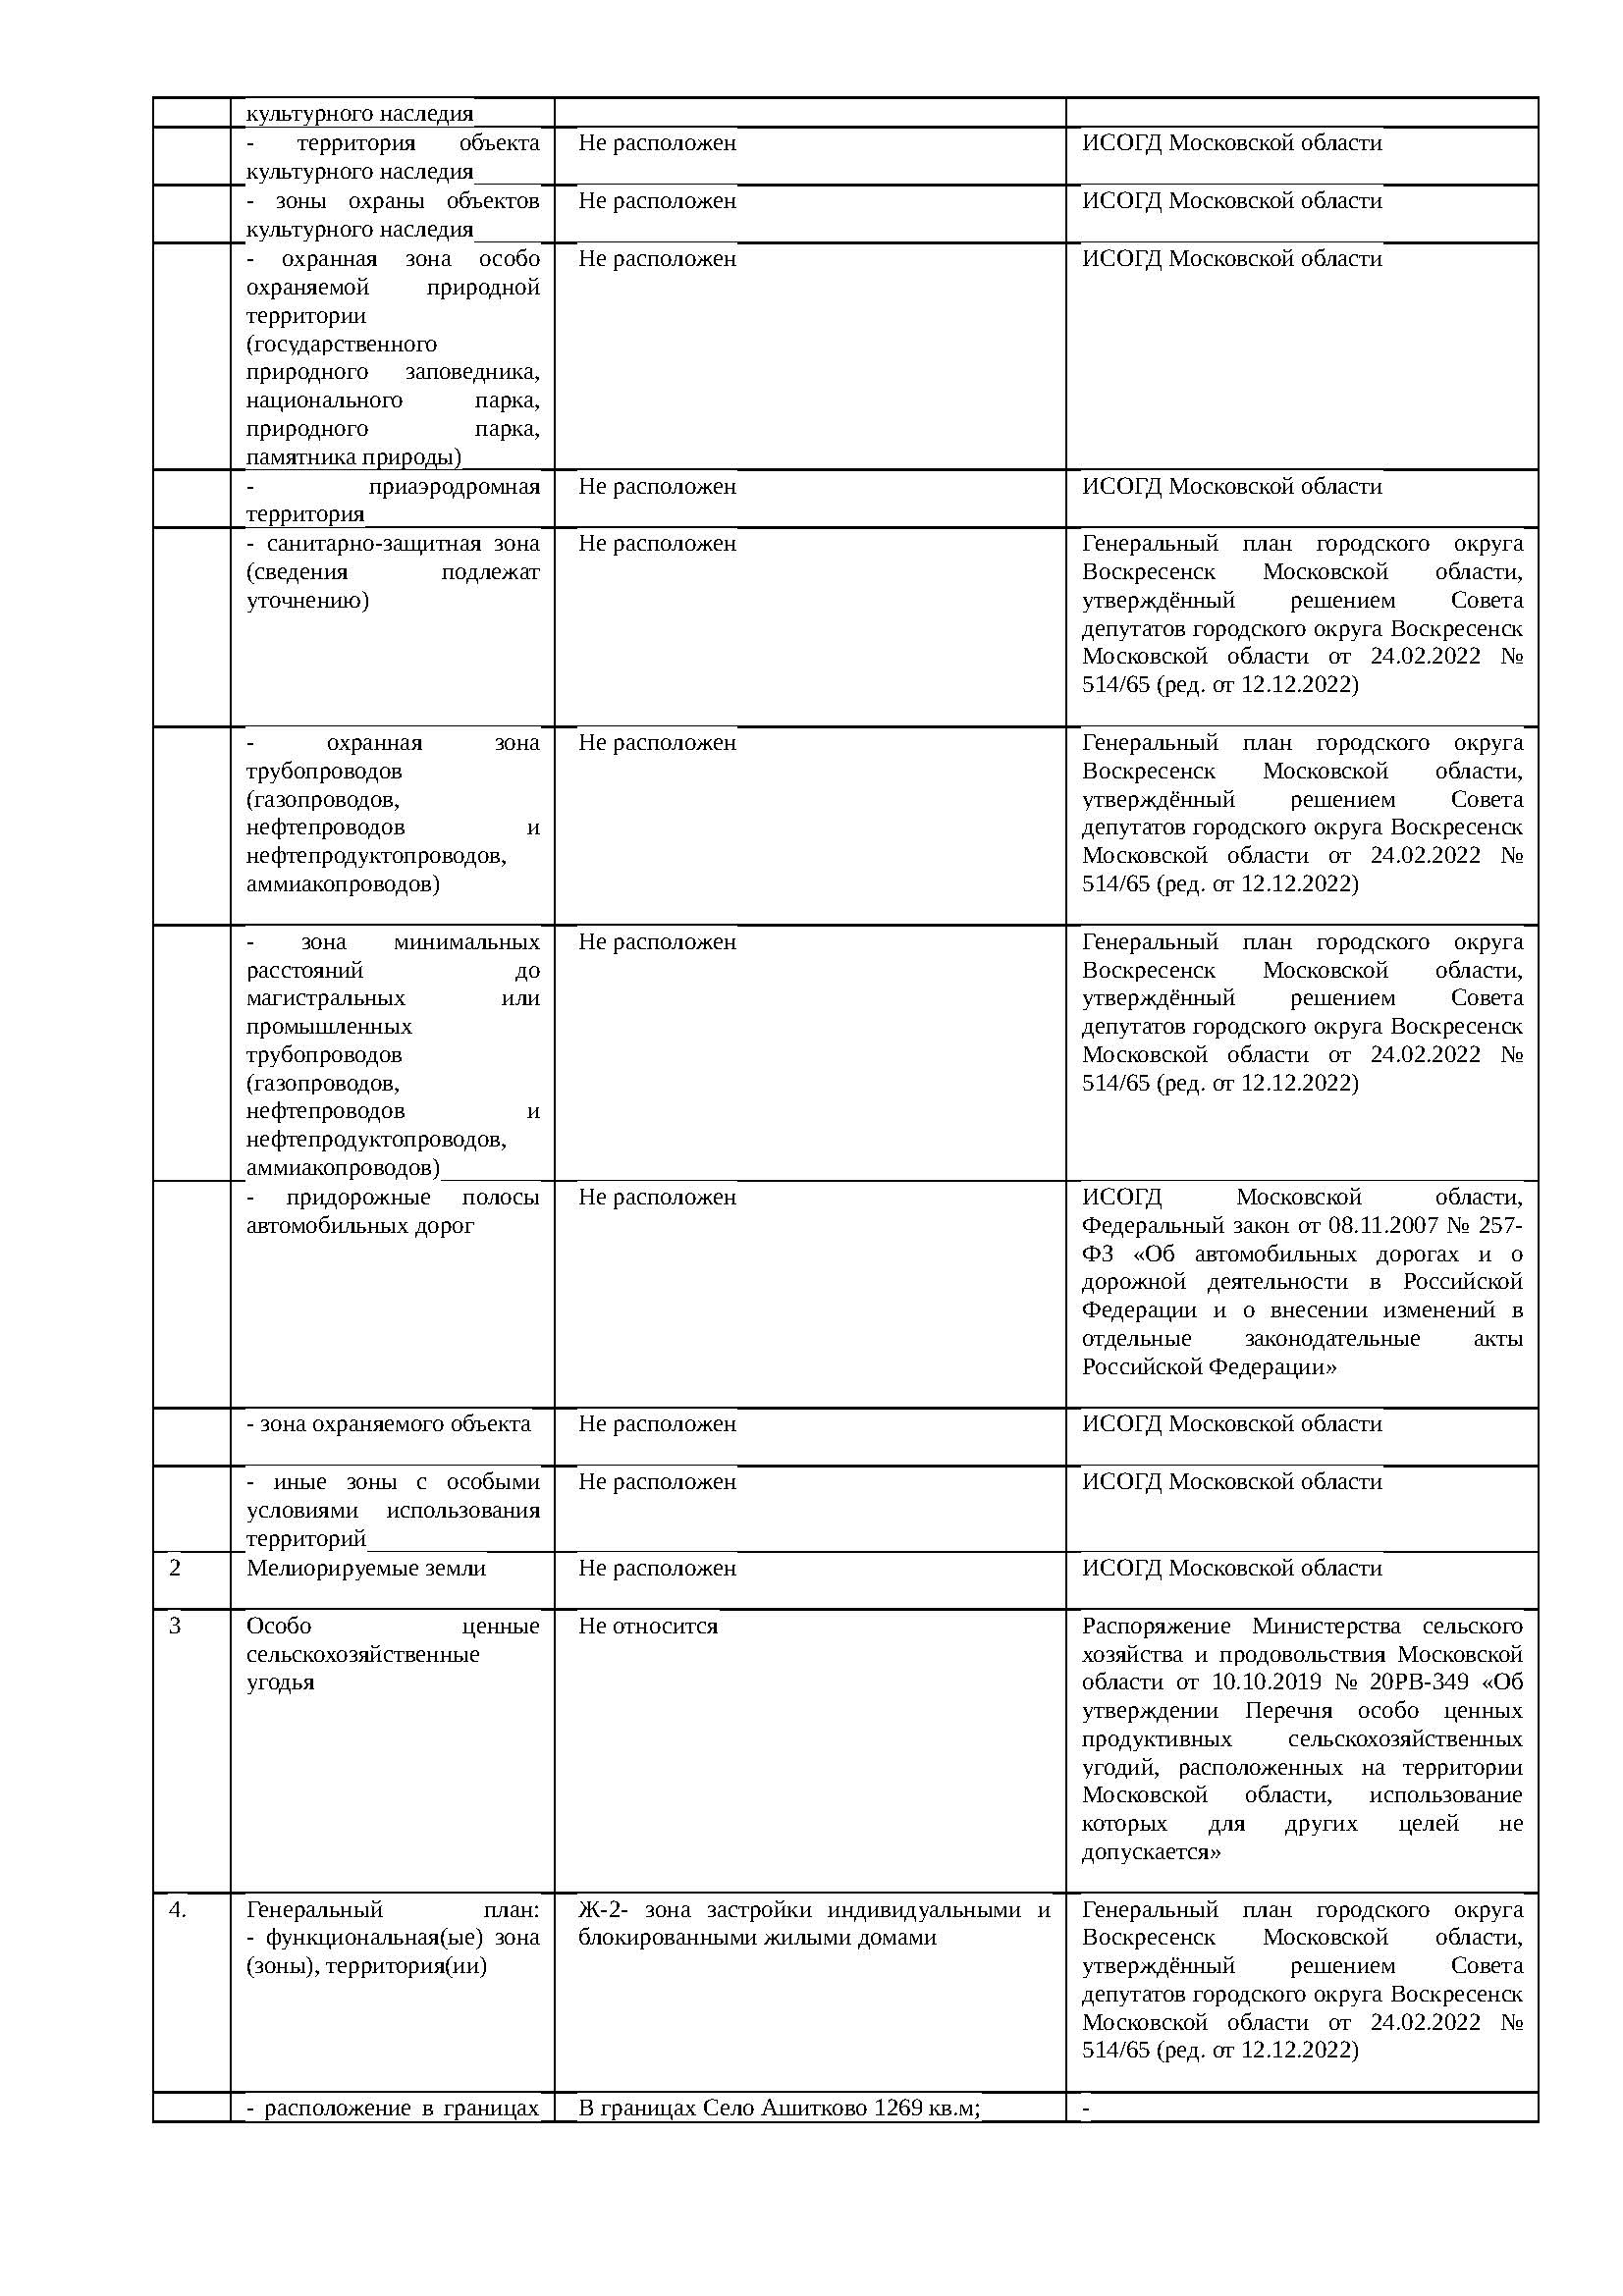 культурного наследия
- территория объекта
культурного наследия
Не расположен
ИСОГД Московской области
- зоны охраны объектов
культурного наследия
Не расположен
ИСОГД Московской области
- охранная зона особо
охраняемой природной
территории
(государственного
природного заповедника,
национального парка,
природного парка,
памятника природы)
Не расположен
ИСОГД Московской области
- приаэродромная
территория
Не расположен
ИСОГД Московской области
- санитарно-защитная зона
(сведения подлежат
уточнению)
Не расположен
Генеральный план городского округа
Воскресенск Московской области,
утверждённый решением Совета
депутатов городского округа Воскресенск
Московской области от 24.02.2022 №
514/65 (ред. от 12.12.2022)
- охранная зона
трубопроводов
(газопроводов,
нефтепроводов и
нефтепродуктопроводов,
аммиакопроводов)
Не расположен
Генеральный план городского округа
Воскресенск Московской области,
утверждённый решением Совета
депутатов городского округа Воскресенск
Московской области от 24.02.2022 №
514/65 (ред. от 12.12.2022)
- зона минимальных
расстояний до
магистральных или
промышленных
трубопроводов
(газопроводов,
нефтепроводов и
нефтепродуктопроводов,
аммиакопроводов)
Не расположен
Генеральный план городского округа
Воскресенск Московской области,
утверждённый решением Совета
депутатов городского округа Воскресенск
Московской области от 24.02.2022 №
514/65 (ред. от 12.12.2022)
- придорожные полосы
автомобильных дорог
Не расположен
ИСОГД Московской области,
Федеральный закон от 08.11.2007 № 257-
ФЗ «Об автомобильных дорогах и о
дорожной деятельности в Российской
Федерации и о внесении изменений в
отдельные законодательные акты
Российской Федерации»
- зона охраняемого объекта
Не расположен
ИСОГД Московской области
- иные зоны с особыми
условиями использования
территорий
Не расположен
ИСОГД Московской области
2
Мелиорируемые земли
Не расположен
ИСОГД Московской области
3
Особо ценные
сельскохозяйственные
угодья
Не относится
Распоряжение Министерства сельского
хозяйства и продовольствия Московской
области от 10.10.2019 № 20РВ-349 «Об
утверждении Перечня особо ценных
продуктивных сельскохозяйственных
угодий, расположенных на территории
Московской области, использование
которых для других целей не
допускается»
4.
Генеральный план:
- функциональная(ые) зона
(зоны), территория(ии)
Ж-2- зона застройки индивидуальными и
блокированными жилыми домами
Генеральный план городского округа
Воскресенск Московской области,
утверждённый решением Совета
депутатов городского округа Воскресенск
Московской области от 24.02.2022 №
514/65 (ред. от 12.12.2022)
- расположение в границах
В границах Село Ашитково 1269 кв.м;
-